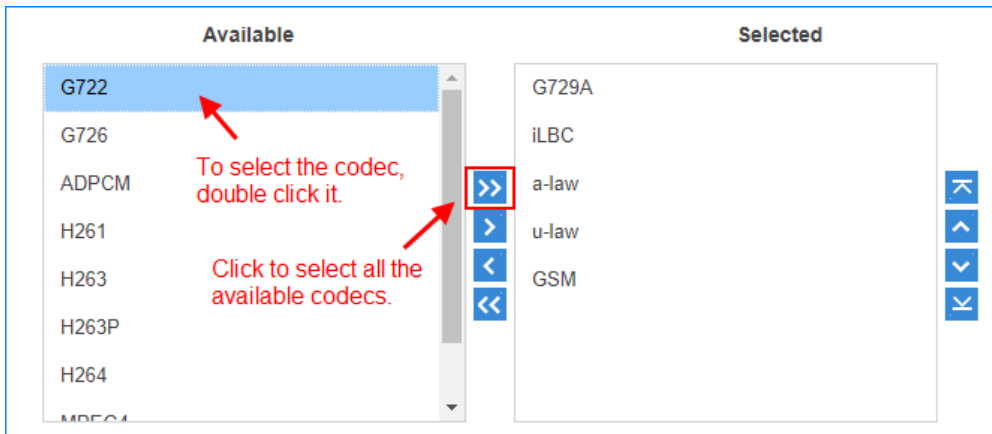 Available
Selected
G722
G726
ADPCM
H261
H263
H263P
H264
MPEG4
To select the codec,
double click it.
Click to select all the
available codecs.
G729A
iLBC
a-law
u-law
GSM